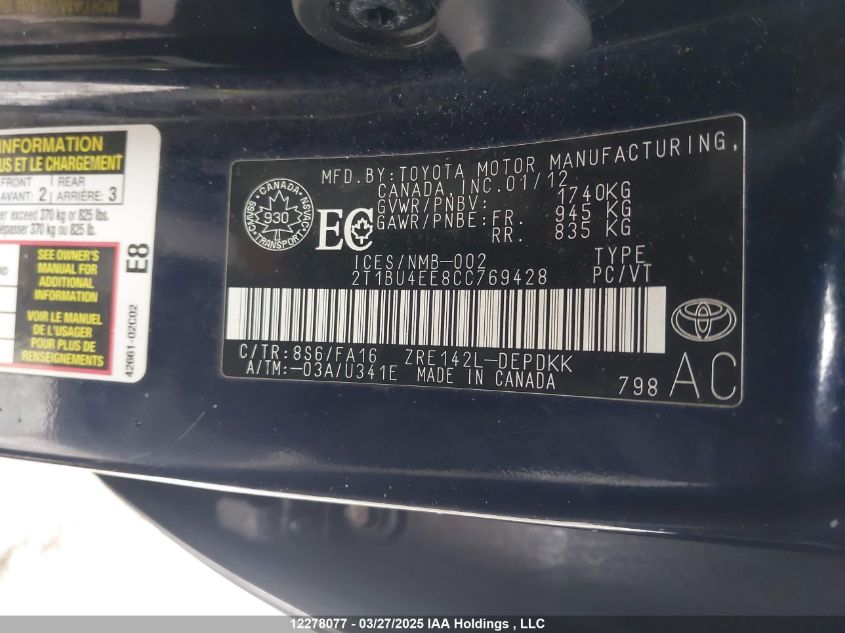 INFORMATION
US ET LE CHARGEMENT
FRONT
AVANT: 2
REAR
ARRIÈRE: 3
er exceed 370 kg or 825 lbs.
dépasser 370 kg ou 825 lb.
SEE OWNER'S
MANUAL FOR
ADDITIONAL
INFORMATION
VOIR LE MANUEL
DE L'USAGER
POUR PLUS DE
RENSEIGNEMENTS
E8
42661-02C02
MFD.BY:TOYOTA MOTOR MANUFACTURING,
CANADA, INC.01/12
GVWR/PNBV: 1740KG
GAWR/PNBE: FR. 945 KG
RR. 835 KG
CANADA
930
TRANSPORT
CMVSS
NSVAC
EC
ICES/NMB-002
TYPE
2T1BU4EE8CC769428
PC/VT
C/TR:8S6/FA16 ZRE142L-DEPDKK
A/TM:-03A/U341E MADE IN CANADA
798 AC
12278077 - 03/27/2025 IAA Holdings , LLC